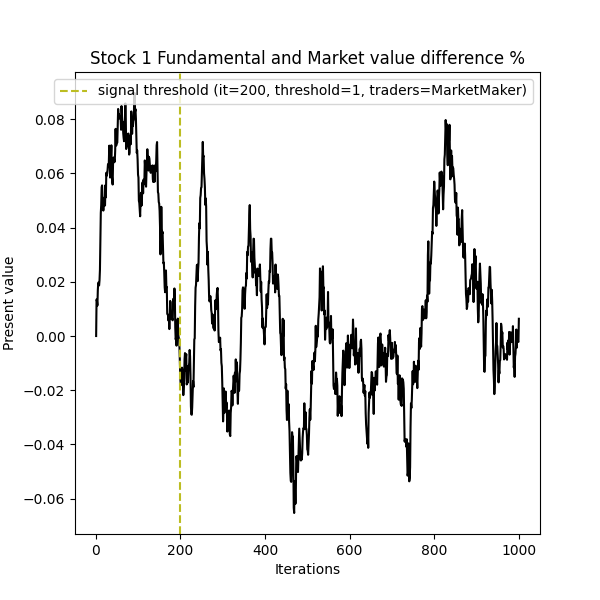 Stock 1 Fundamental and Market value difference %
signal threshold (it=200, threshold=1, traders=MarketMaker)
Present value
0.08
0.06
0.04
0.02
0.00
−0.02
−0.04
−0.06
0 200 400 600 800 1000
Iterations